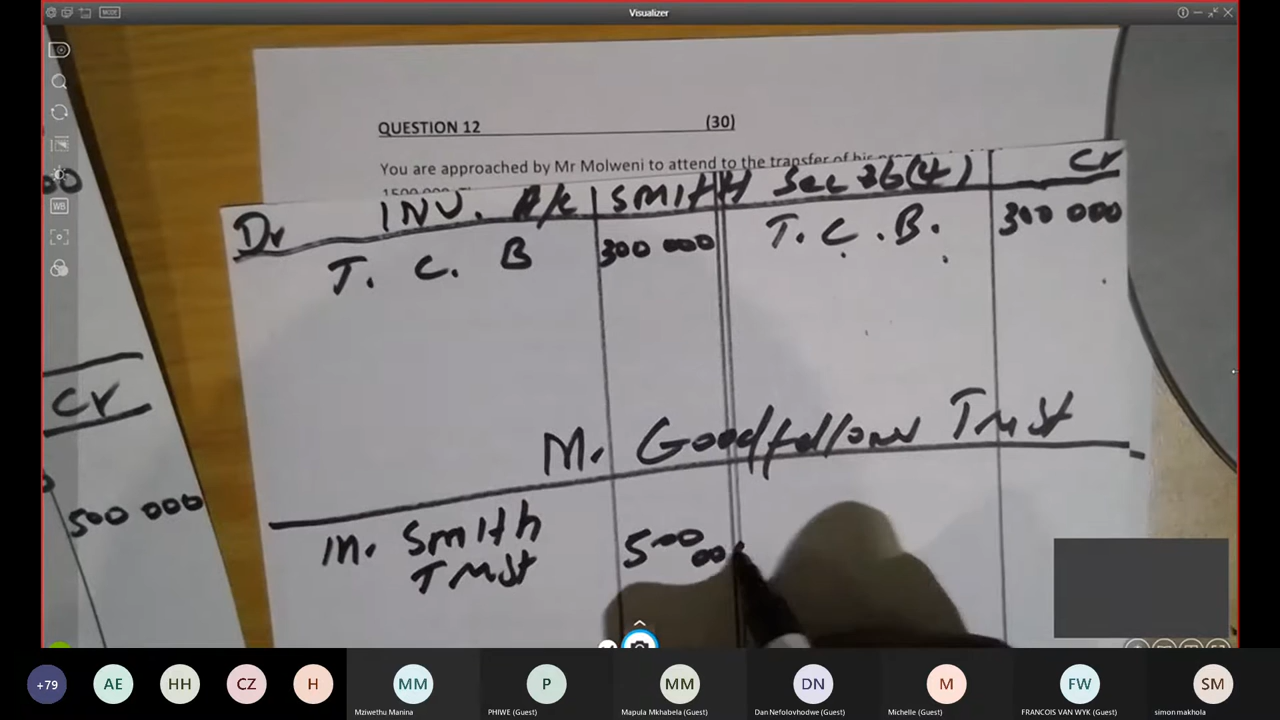 Visualizer
MODE
WB
QUESTION 12 (30)
You are approached by Mr Molweni to attend to the transfer of his
Dr INV. A/c SMITH Sec 86(4) Cr
T. C. B 300 000 T. C. B. 300 000
Cr
500 000
M. Goodfellow Trust
M. Smith 500 000
Trust
+79 AE HH CZ H MM P MM DN M FW SM
Mziwethu Manina PHIWE (Guest) Mapula Mkhabela (Guest) Dan Nefolovhodwe (Guest) Michelle (Guest) FRANCOIS VAN WYK (Guest) simon makhola